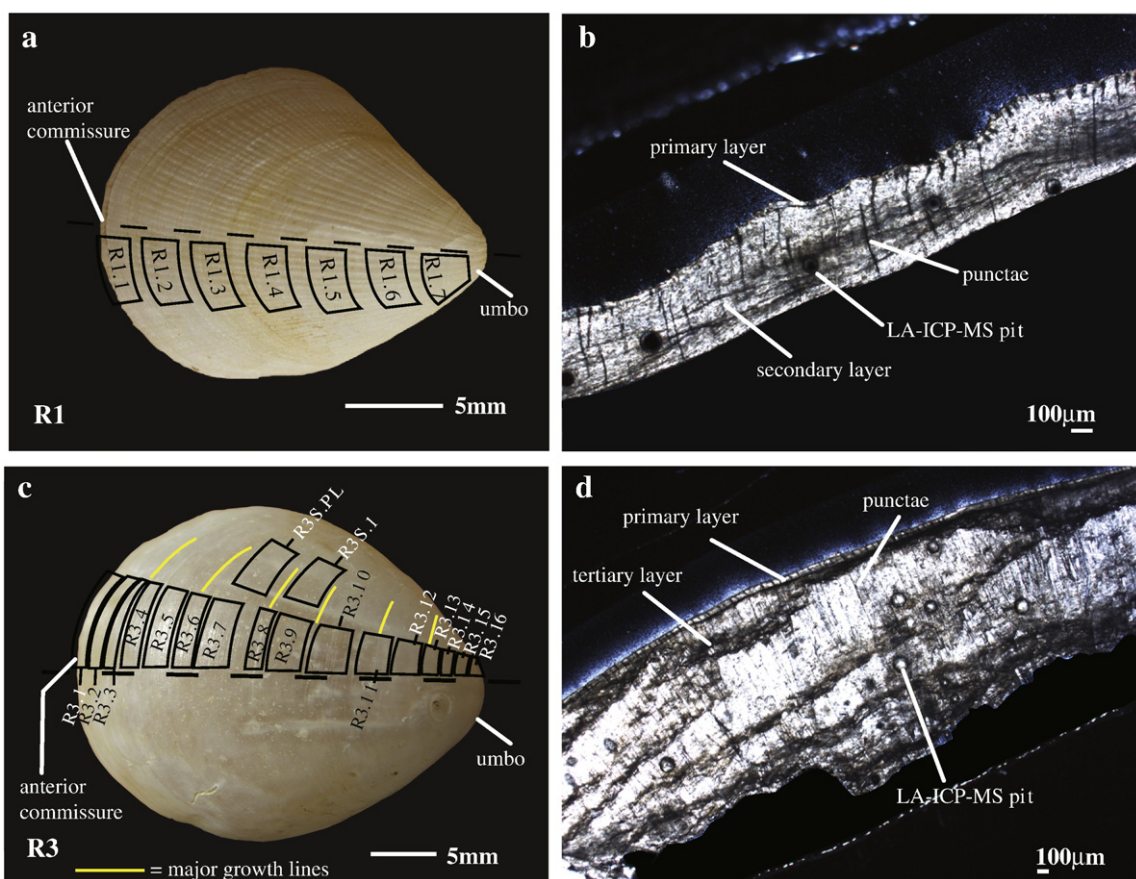 a
anterior
commissure
R1.1
R1.2
R1.3
R1.4
R1.5
R1.6
R1.7
umbo
R1
5mm
b
primary layer
punctae
LA-ICP-MS pit
secondary layer
100μm
c
R3S.PL
R3S.1
R3.10
R3.12
R3.13
R3.14
R3.15
R3.16
R3.4
R3.5
R3.6
R3.7
R3.8
R3.9
R3.11
R3.1
R3.2
R3.3
anterior
commissure
umbo
R3
5mm
= major growth lines
d
punctae
primary layer
tertiary layer
LA-ICP-MS pit
100μm